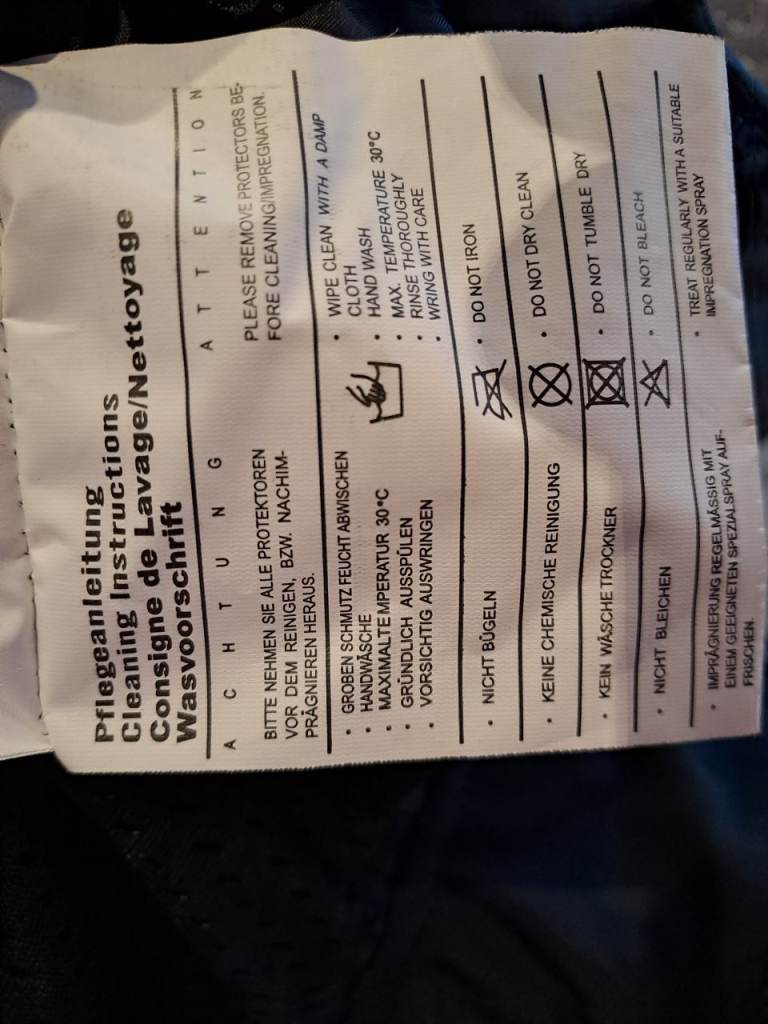 Pflegeanleitung
Cleaning Instructions
Consigne de Lavage/Nettoyage
Wasvoorschrift
ACHTUNG ATTENTION
BITTE NEHMEN SIE ALLE PROTEKTOREN
VOR DEM REINIGEN, BZW. NACHIM-
PRÄGNIEREN HERAUS.
PLEASE REMOVE PROTECTORS BE-
FORE CLEANING/IMPREGNATION.
• GROBEN SCHMUTZ FEUCHT ABWISCHEN
• HANDWÄSCHE
• MAXIMALTEMPERATUR 30°C
• GRÜNDLICH AUSSPÜLEN
• VORSICHTIG AUSWRINGEN
• WIPE CLEAN WITH A DAMP
CLOTH
• HAND WASH
• MAX. TEMPERATURE 30°C
• RINSE THOROUGHLY
• WRING WITH CARE
• NICHT BÜGELN
• DO NOT IRON
• KEINE CHEMISCHE REINIGUNG
• DO NOT DRY CLEAN
• KEIN WÄSCHETROCKNER
• DO NOT TUMBLE DRY
• NICHT BLEICHEN
• DO NOT BLEACH
• IMPRÄGNIERUNG REGELMÄSSIG MIT
EINEM GEEIGNETEN SPEZIALSPRAY AUF-
FRISCHEN.
• TREAT REGULARLY WITH A SUITABLE
IMPREGNATION SPRAY